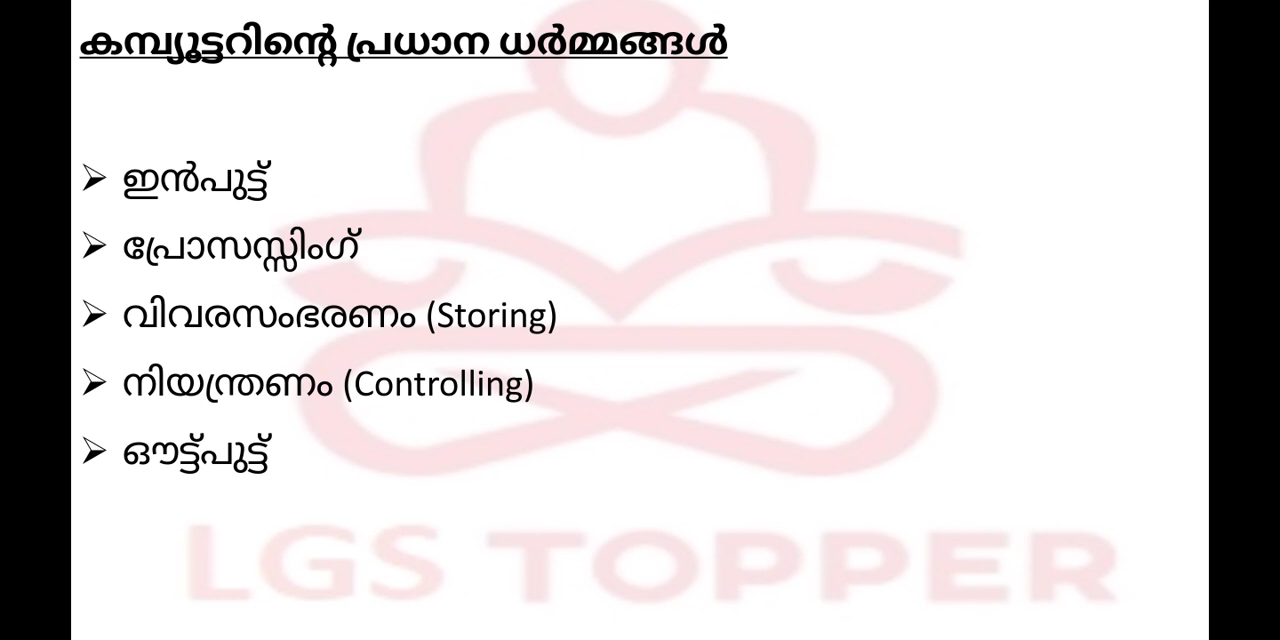 കമ്പ്യൂട്ടറിന്റെ പ്രധാന ധർമ്മങ്ങൾ
➢ ഇൻപുട്ട്
➢ പ്രോസസ്സിംഗ്
➢ വിവരസംഭരണം (Storing)
➢ നിയന്ത്രണം (Controlling)
➢ ഔട്ട്പുട്ട്
LGS TOPPER